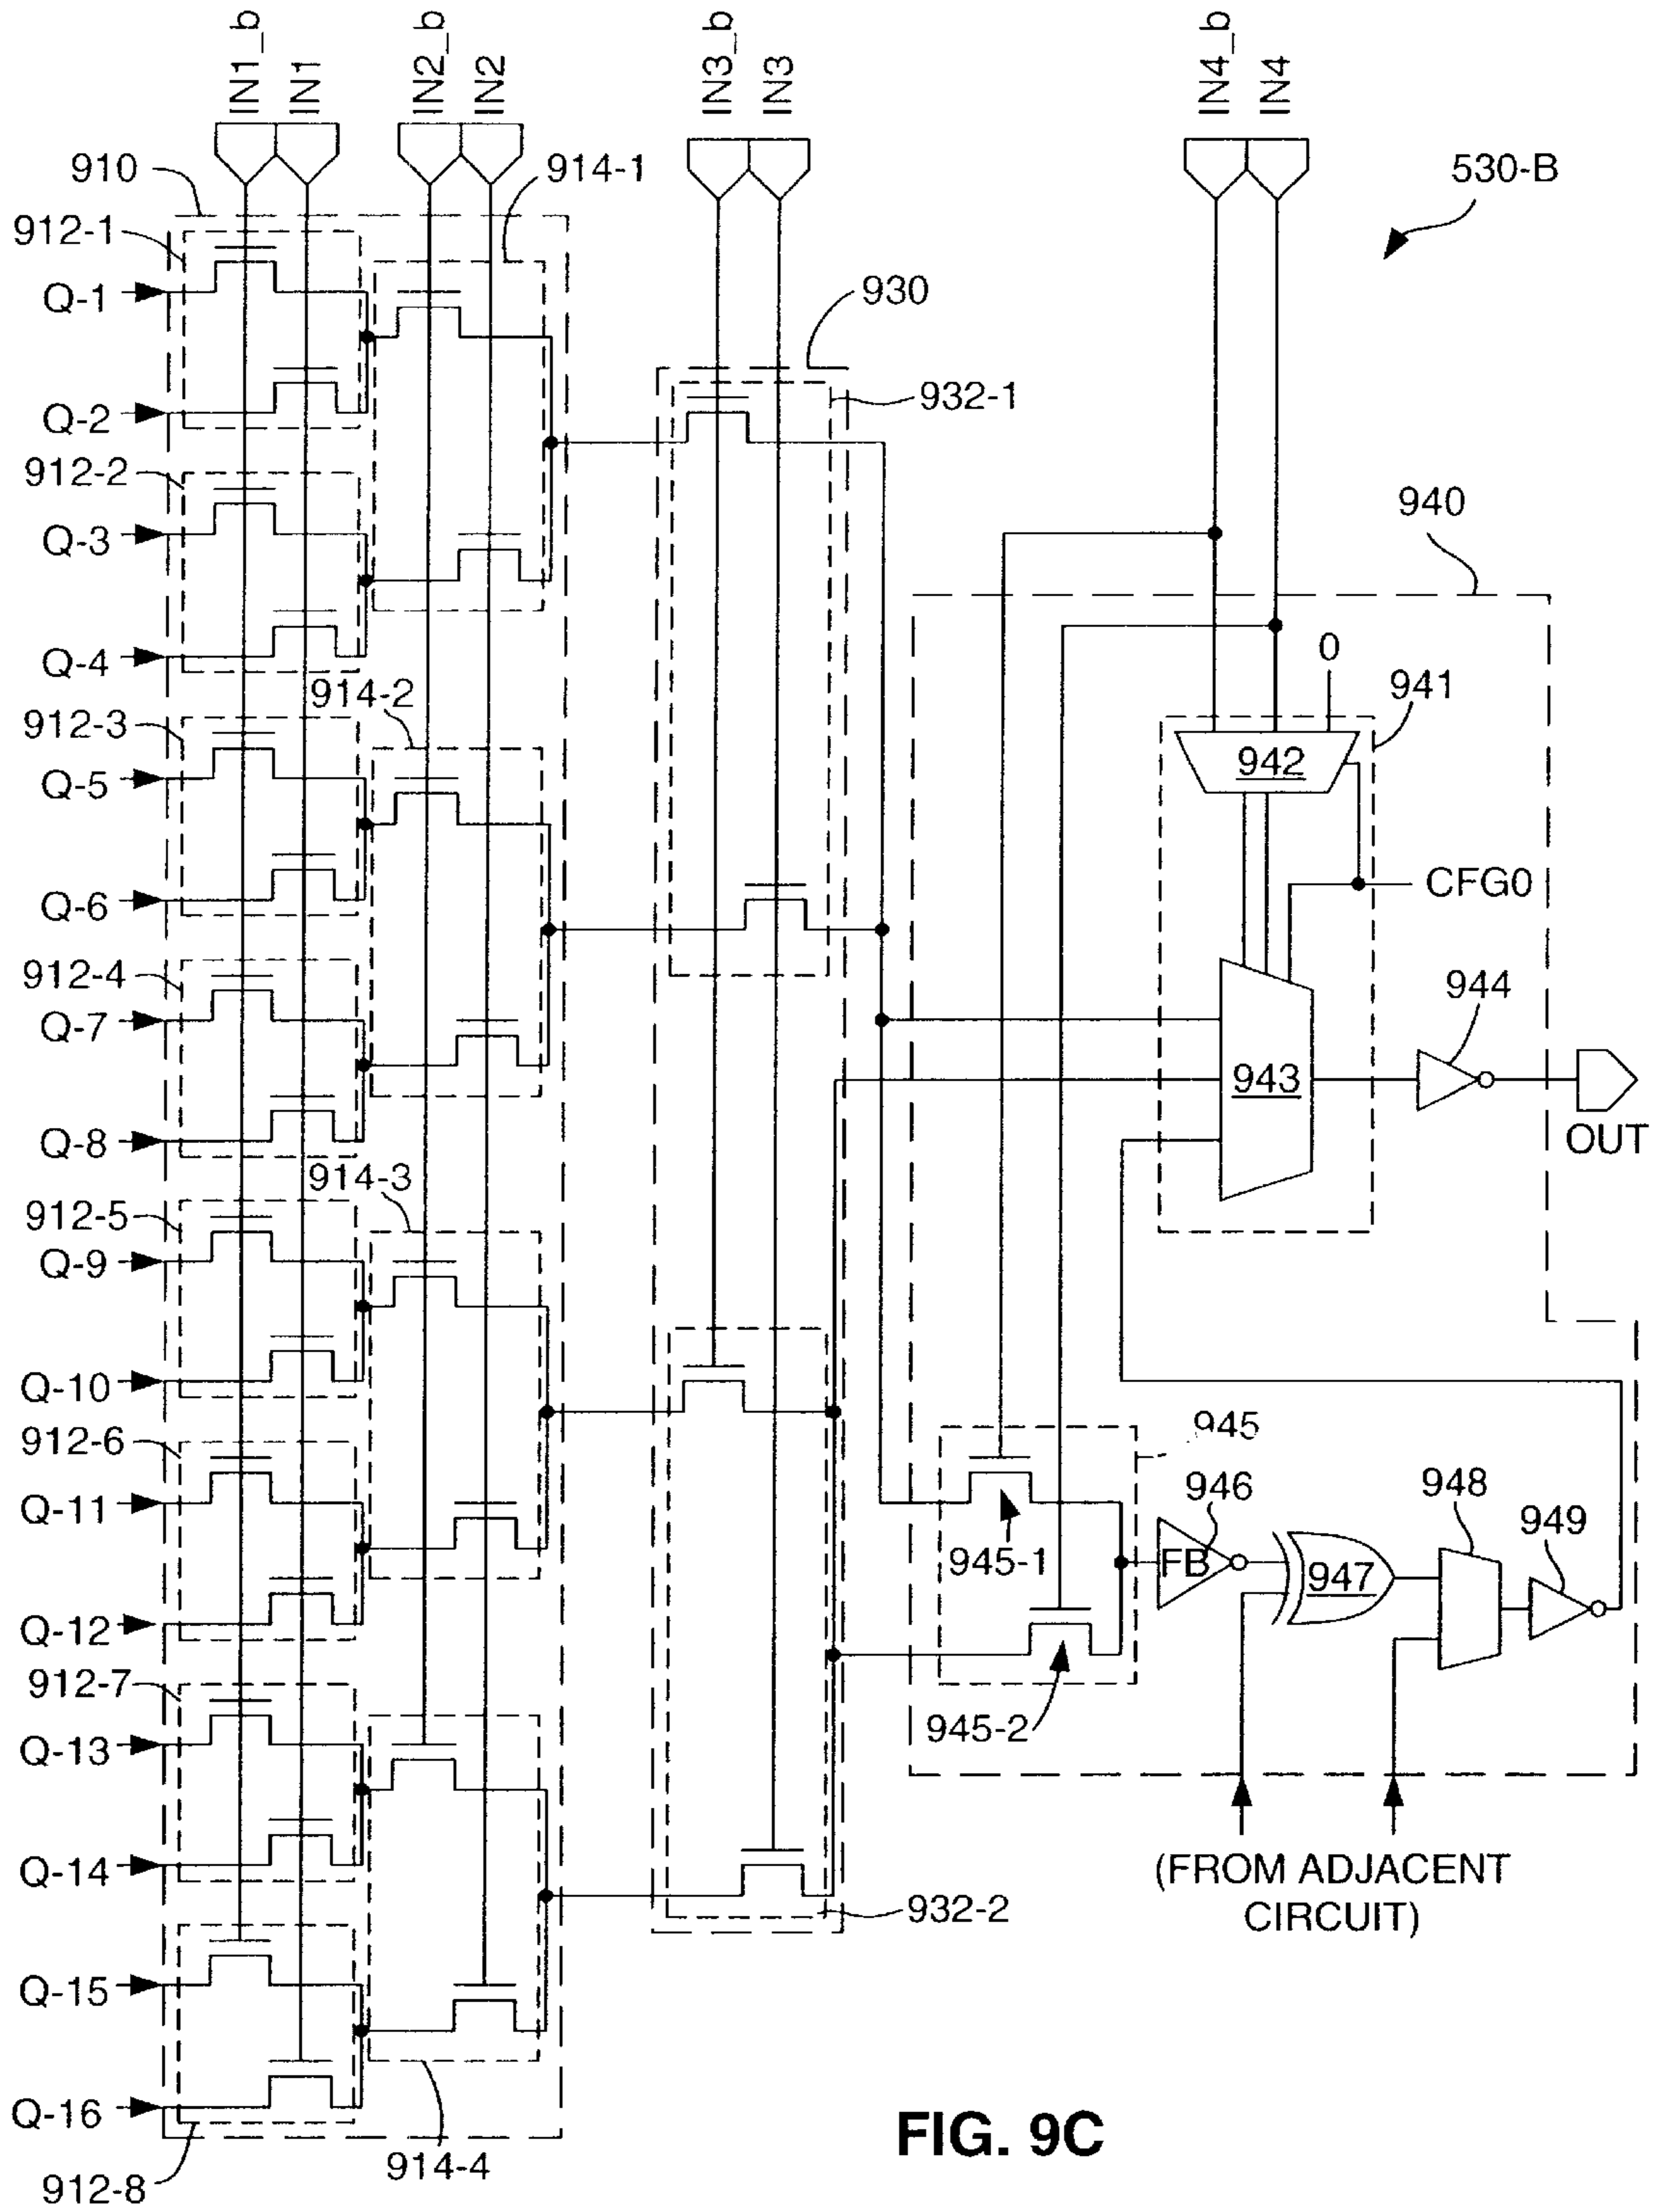 IN1_b
IN1
IN2_b
IN2
IN3_b
IN3
IN4_b
IN4
910
914-1
530-B
912-1
Q-1
930
932-1
Q-2
912-2
940
Q-3
0
Q-4
941
914-2
912-3
942
Q-5
CFG0
Q-6
912-4
944
Q-7
943
Q-8
OUT
914-3
912-5
Q-9
Q-10
945
912-6
946
948
Q-11
949
945-1
FB
947
Q-12
912-7
945-2
Q-13
Q-14
(FROM ADJACENT
CIRCUIT)
932-2
Q-15
Q-16
914-4
912-8
FIG. 9C